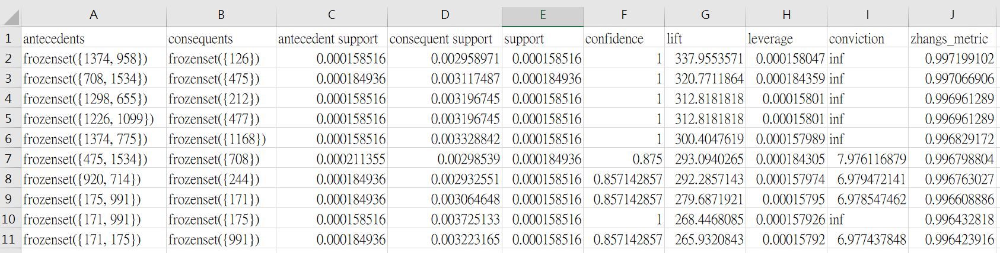 A B C D E F G H I J
1 antecedents consequents antecedent support consequent support support confidence lift leverage conviction zhangs_metric
2 frozenset({1374, 958}) frozenset({126}) 0.000158516 0.002958971 0.000158516 1 337.9553571 0.000158047 inf 0.997199102
3 frozenset({708, 1534}) frozenset({475}) 0.000184936 0.003117487 0.000184936 1 320.7711864 0.000184359 inf 0.997066906
4 frozenset({1298, 655}) frozenset({212}) 0.000158516 0.003196745 0.000158516 1 312.8181818 0.00015801 inf 0.996961289
5 frozenset({1226, 1099}) frozenset({477}) 0.000158516 0.003196745 0.000158516 1 312.8181818 0.00015801 inf 0.996961289
6 frozenset({1374, 775}) frozenset({1168}) 0.000158516 0.003328842 0.000158516 1 300.4047619 0.000157989 inf 0.996829172
7 frozenset({475, 1534}) frozenset({708}) 0.000211355 0.00298539 0.000184936 0.875 293.0940265 0.000184305 7.976116879 0.996798804
8 frozenset({920, 714}) frozenset({244}) 0.000184936 0.002932551 0.000158516 0.857142857 292.2857143 0.000157974 6.979472141 0.996763027
9 frozenset({175, 991}) frozenset({171}) 0.000184936 0.003064648 0.000158516 0.857142857 279.6871921 0.00015795 6.978547462 0.996608886
10 frozenset({171, 991}) frozenset({175}) 0.000158516 0.003725133 0.000158516 1 268.4468085 0.000157926 inf 0.996432818
11 frozenset({171, 175}) frozenset({991}) 0.000184936 0.003223165 0.000158516 0.857142857 265.9320843 0.00015792 6.977437848 0.996423916